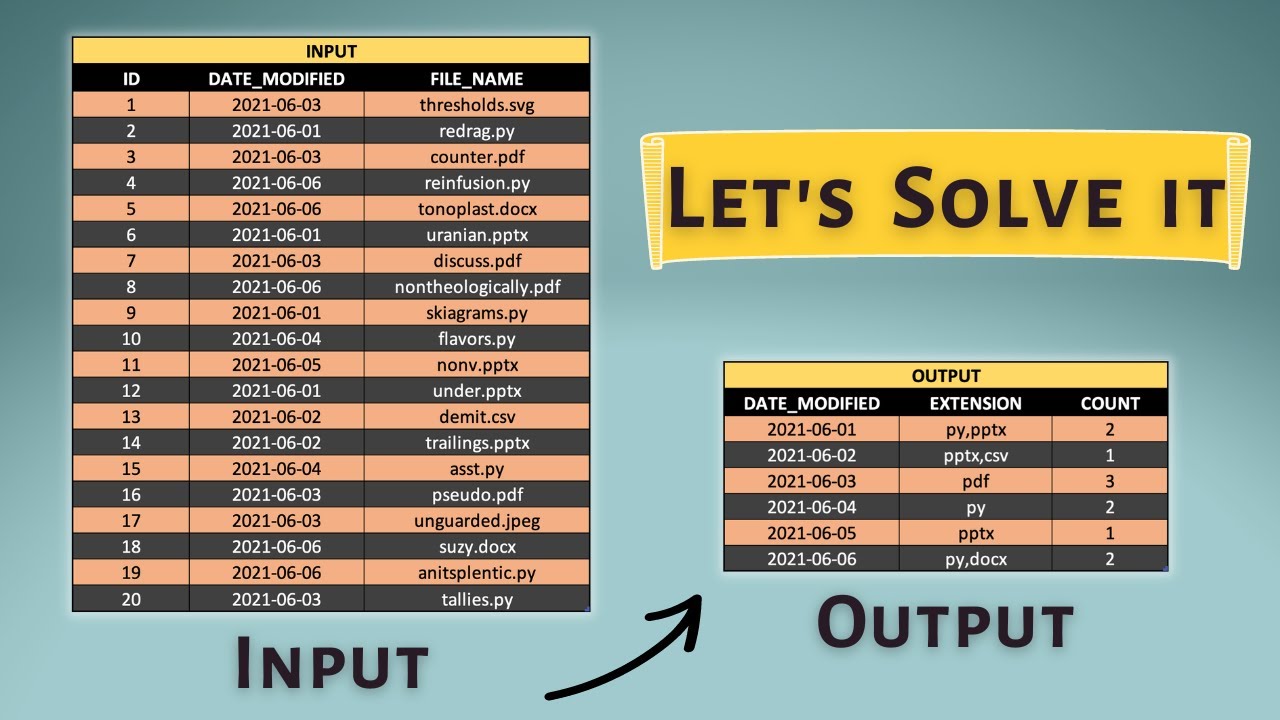 INPUT
ID DATE_MODIFIED FILE_NAME
1 2021-06-03 thresholds.svg
2 2021-06-01 redrag.py
3 2021-06-03 counter.pdf
4 2021-06-06 reinfusion.py
5 2021-06-06 tonoplast.docx
6 2021-06-01 uranian.pptx
7 2021-06-03 discuss.pdf
8 2021-06-06 nontheologically.pdf
9 2021-06-01 skiagrams.py
10 2021-06-04 flavors.py
11 2021-06-05 nonv.pptx
12 2021-06-01 under.pptx
13 2021-06-02 demit.csv
14 2021-06-02 trailings.pptx
15 2021-06-04 asst.py
16 2021-06-03 pseudo.pdf
17 2021-06-03 unguarded.jpeg
18 2021-06-06 suzy.docx
19 2021-06-06 anitsplentic.py
20 2021-06-03 tallies.py
Input
Let's Solve it
OUTPUT
DATE_MODIFIED EXTENSION COUNT
2021-06-01 py,pptx 2
2021-06-02 pptx,csv 1
2021-06-03 pdf 3
2021-06-04 py 2
2021-06-05 pptx 1
2021-06-06 py,docx 2
Output